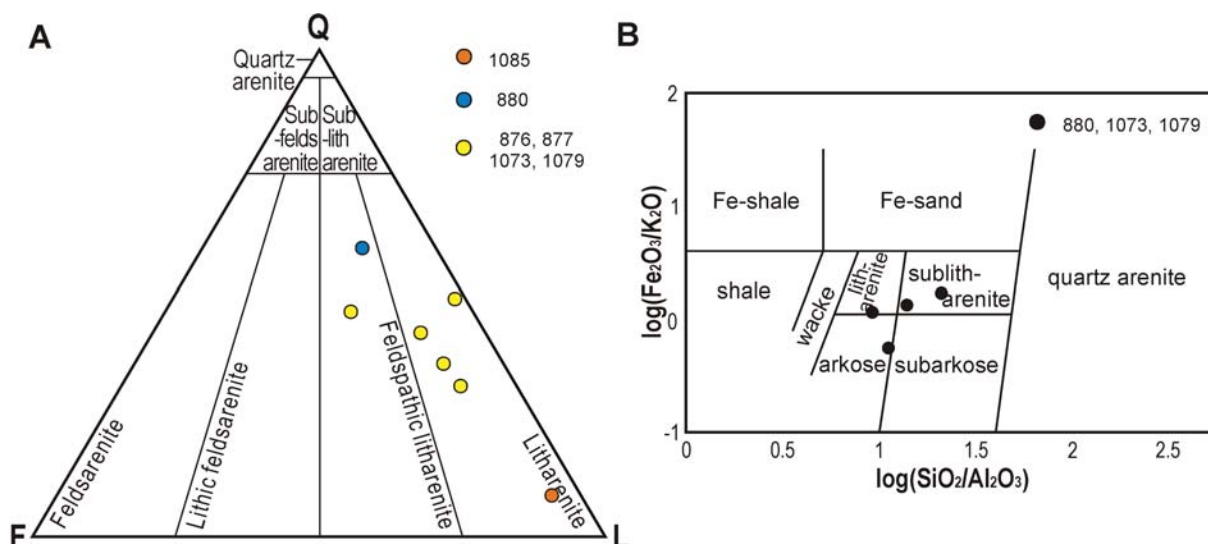 A
Q
Quartz
arenite
Sub
-felds
arenite
Sub
-lith
arenite
1085
880
876, 877
1073, 1079
Feldsarenite
Lithic feldsarenite
Feldspathic litharenite
Litharenite
F
L
B
2
1
0
-1
log(Fe₂O₃/K₂O)
880, 1073, 1079
Fe-shale
Fe-sand
shale
wacke
lith-
arenite
sublith-
arenite
quartz arenite
arkose
subarkose
0
0.5
1
1.5
2
2.5
log(SiO₂/Al₂O₃)